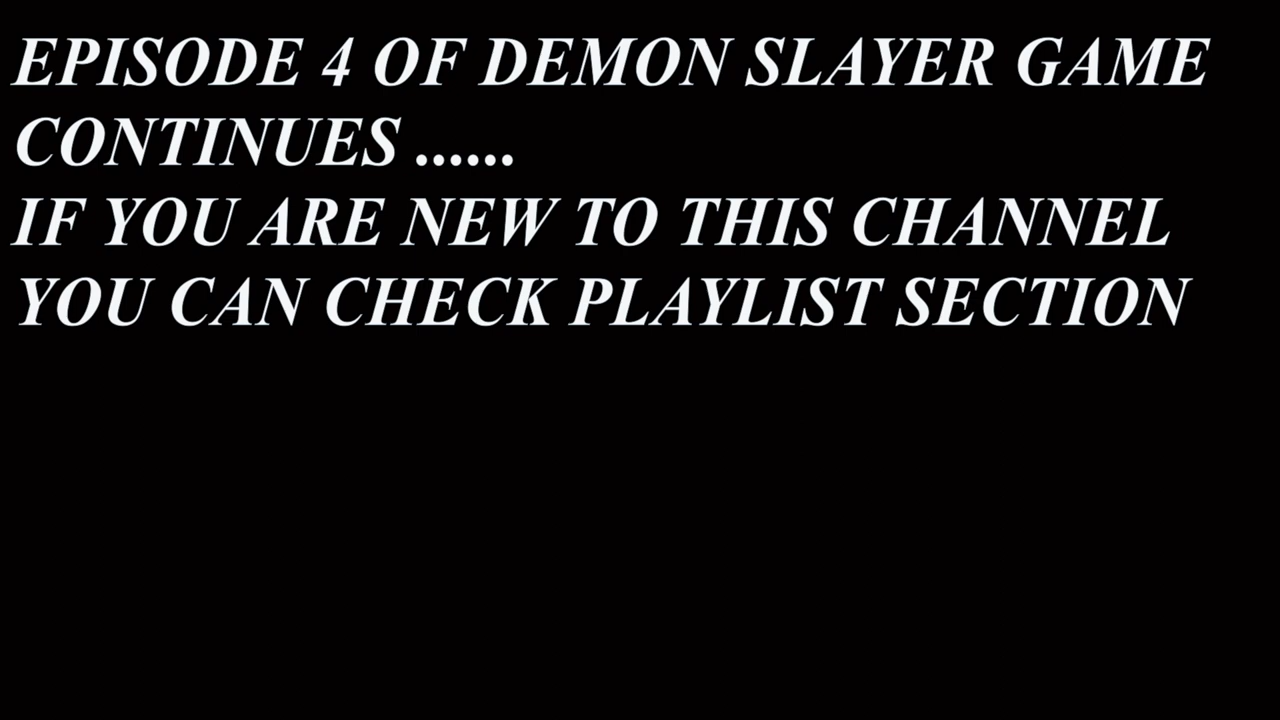 EPISODE 4 OF DEMON SLAYER GAME
CONTINUES ......
IF YOU ARE NEW TO THIS CHANNEL
YOU CAN CHECK PLAYLIST SECTION